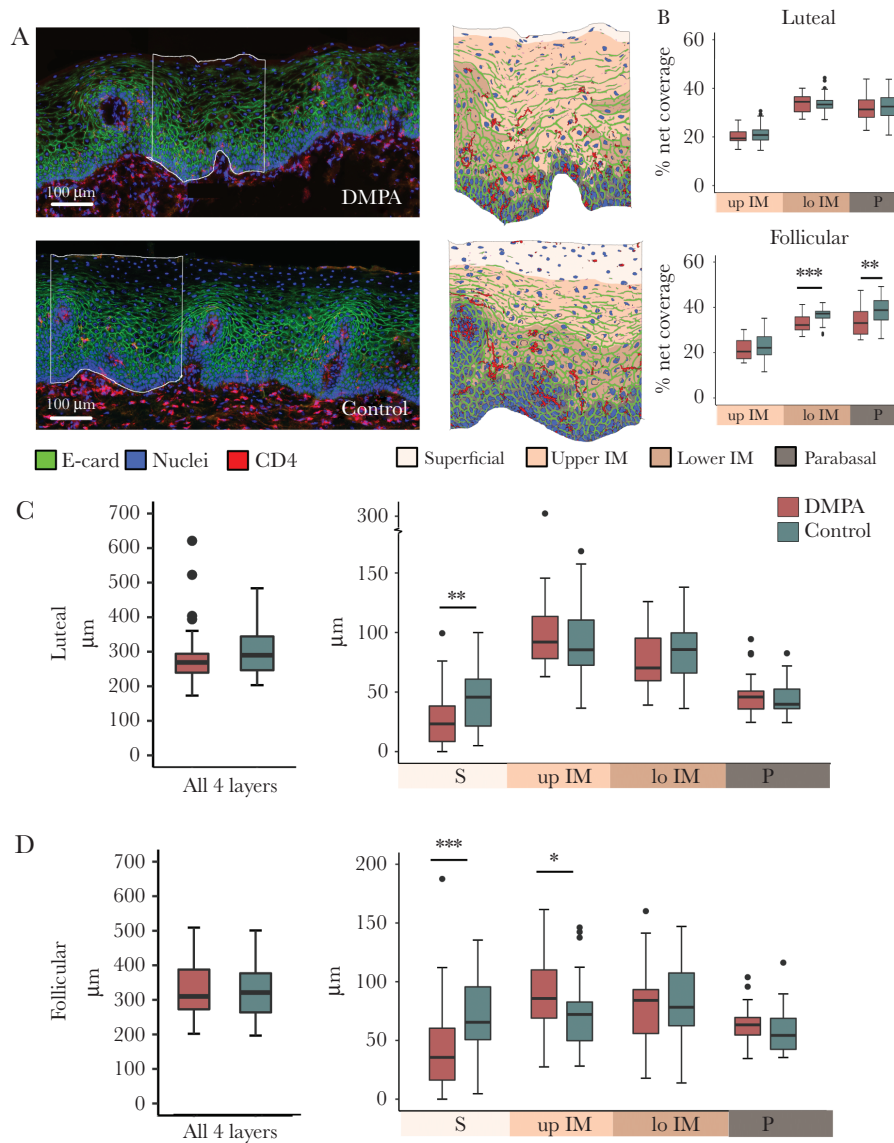 A
DMPA
100 µm
Control
100 µm
E-card
Nuclei
CD4
Superficial
Upper IM
Lower IM
Parabasal
B
Luteal
% net coverage
60
40
20
0
up IM
lo IM
P
Follicular
% net coverage
60
40
20
0
***
**
up IM
lo IM
P
DMPA
Control
C
Luteal
µm
700
600
500
400
300
200
100
0
All 4 layers
µm
300
150
100
50
0
**
S
up IM
lo IM
P
D
Follicular
µm
700
600
500
400
300
200
100
0
All 4 layers
µm
200
150
100
50
0
***
*
S
up IM
lo IM
P